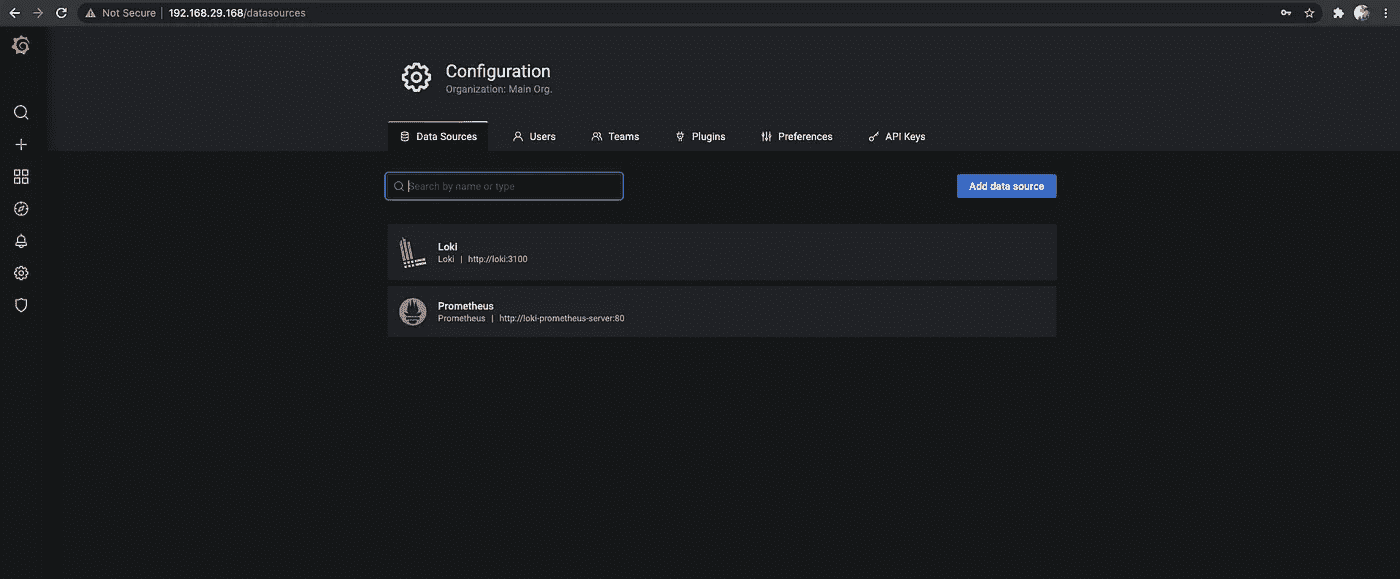 Not Secure | 192.168.29.168/datasources
Configuration
Organization: Main Org.
Data Sources Users Teams Plugins Preferences API Keys
Search by name or type
Add data source
Loki
Loki | http://loki:3100
Prometheus
Prometheus | http://loki-prometheus-server:80